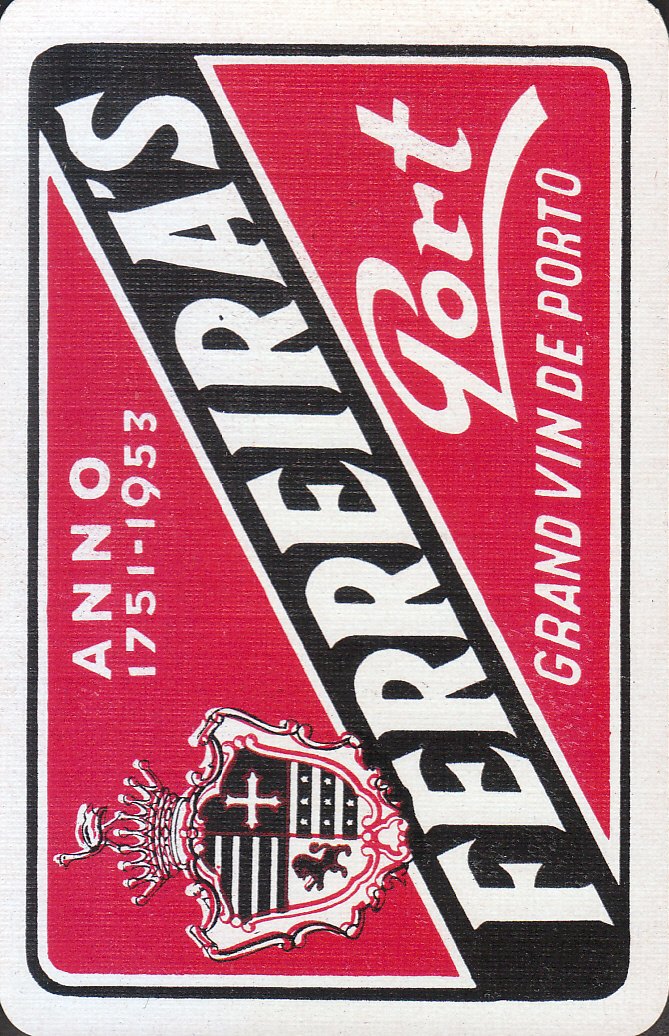 ANNO
1751-1953
FERREIRA'S
Port
GRAND VIN DE PORTO